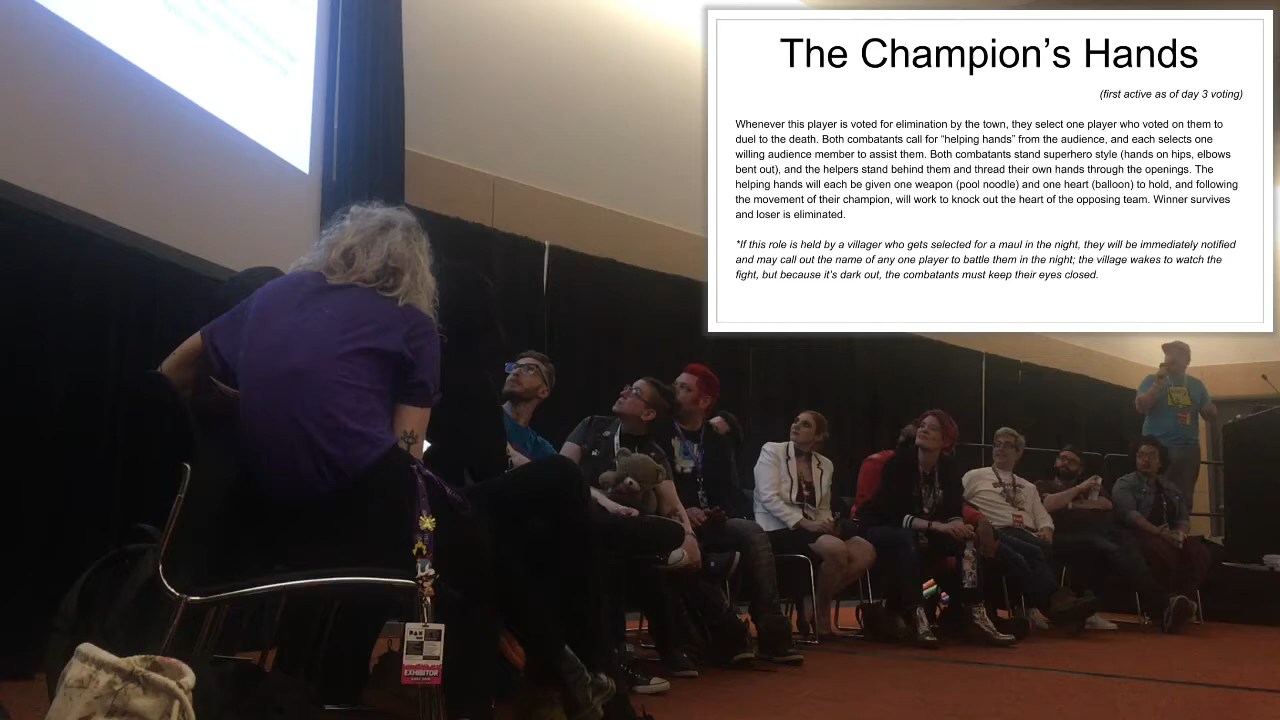 The Champion’s Hands
(first active as of day 3 voting)
Whenever this player is voted for elimination by the town, they select one player who voted on them to
duel to the death. Both combatants call for “helping hands” from the audience, and each selects one
willing audience member to assist them. Both combatants stand superhero style (hands on hips, elbows
bent out), and the helpers stand behind them and thread their own hands through the openings. The
helping hands will each be given one weapon (pool noodle) and one heart (balloon) to hold, and following
the movement of their champion, will work to knock out the heart of the opposing team. Winner survives
and loser is eliminated.
*If this role is held by a villager who gets selected for a maul in the night, they will be immediately notified
and may call out the name of any one player to battle them in the night; the village wakes to watch the
fight, but because it’s dark out, the combatants must keep their eyes closed.
PAX
EXHIBITOR